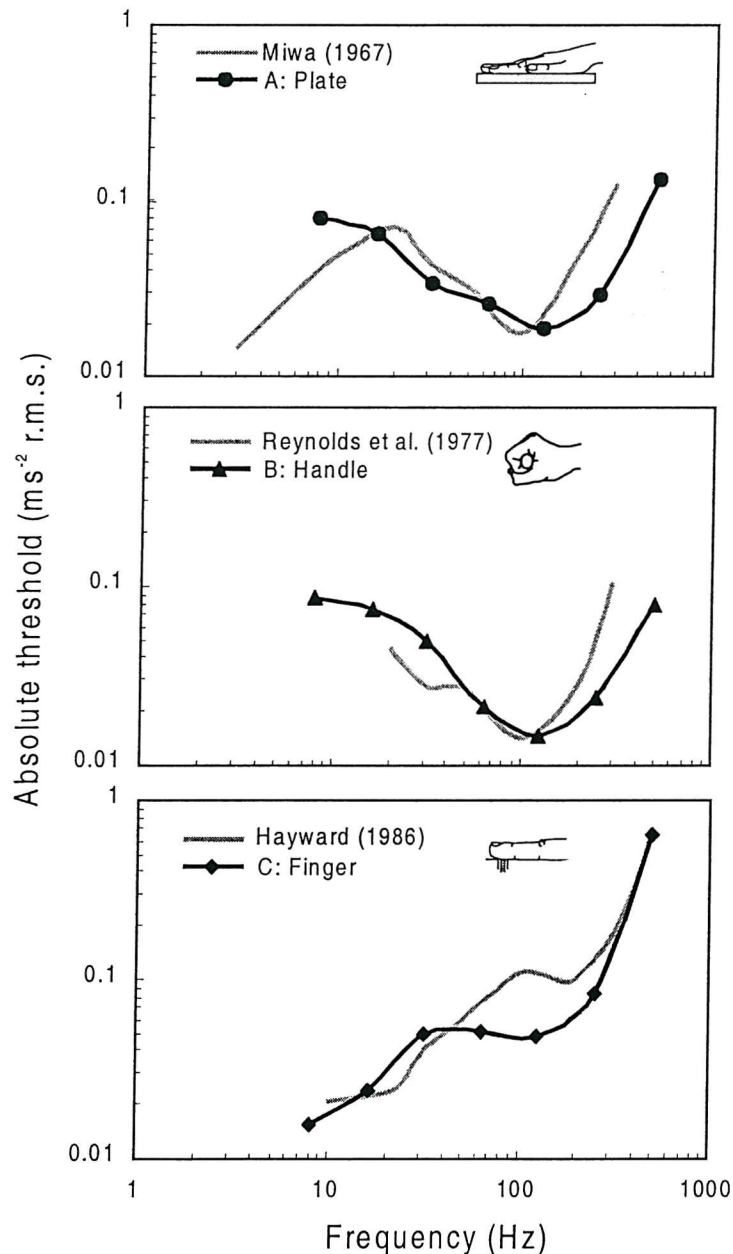 1
Miwa (1967)
A: Plate
0.1
0.01
1
Reynolds et al. (1977)
B: Handle
0.1
0.01
Absolute threshold (ms⁻² r.m.s.)
1
Hayward (1986)
C: Finger
0.1
0.01
1
10
100
1000
Frequency (Hz)